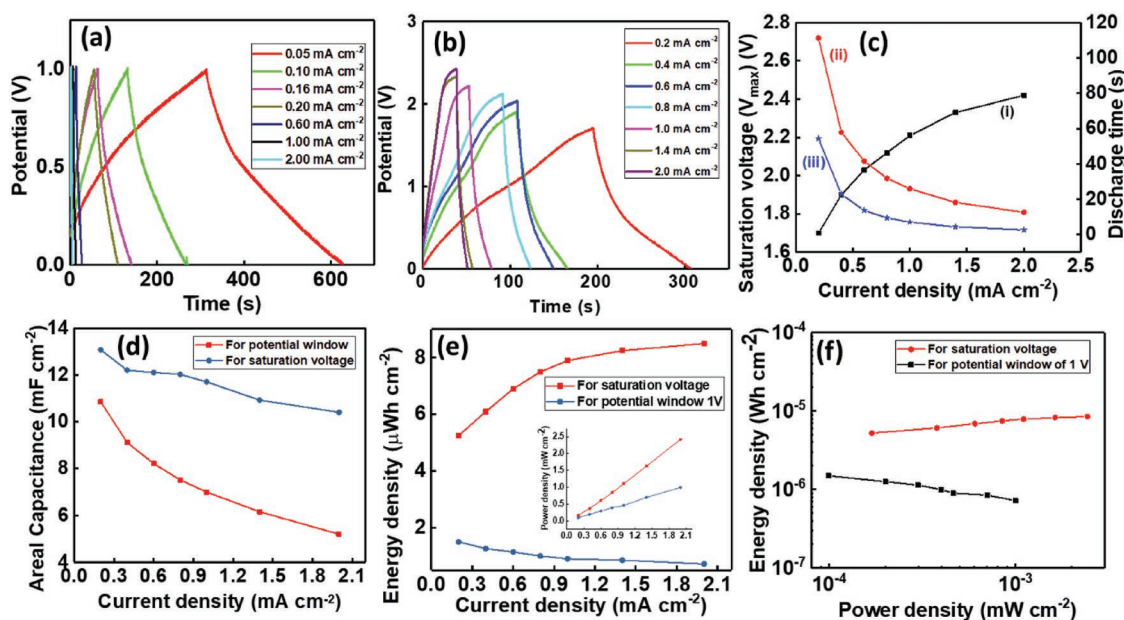 (a)
1.0
0.5
0.0
Potential (V)
0 200 400 600
Time (s)
0.05 mA cm-2
0.10 mA cm-2
0.16 mA cm-2
0.20 mA cm-2
0.60 mA cm-2
1.00 mA cm-2
2.00 mA cm-2
(b)
3
2
1
0
Potential (V)
0 100 200 300
Time (s)
0.2 mA cm-2
0.4 mA cm-2
0.6 mA cm-2
0.8 mA cm-2
1.0 mA cm-2
1.4 mA cm-2
2.0 mA cm-2
(c)
2.8
2.6
2.4
2.2
2.0
1.8
1.6
Saturation voltage (Vmax) (V)
(ii)
(i)
(iii)
120
100
80
60
40
20
0
Discharge time (s)
0.0 0.5 1.0 1.5 2.0 2.5
Current density (mA cm-2)
(d)
14
12
10
8
6
4
Areal Capacitance (mF cm-2)
For potential window
For saturation voltage
0.0 0.3 0.6 0.9 1.2 1.5 1.8 2.1
Current density (mA cm-2)
(e)
8
6
4
2
Energy density (μWh cm-2)
For saturation voltage
For potential window 1V
2.5
2.0
1.5
1.0
0.5
0.0
Power density (mW cm-2)
0.0 0.3 0.6 0.9 1.2 1.5 1.8 2.1
Current density (mA cm-2)
0.0 0.3 0.6 0.9 1.2 1.5 1.8 2.1
Current density (mA cm-2)
(f)
10-4
10-5
10-6
10-7
Energy density (Wh cm-2)
For saturation voltage
For potential window of 1 V
10-4 10-3
Power density (mW cm-2)